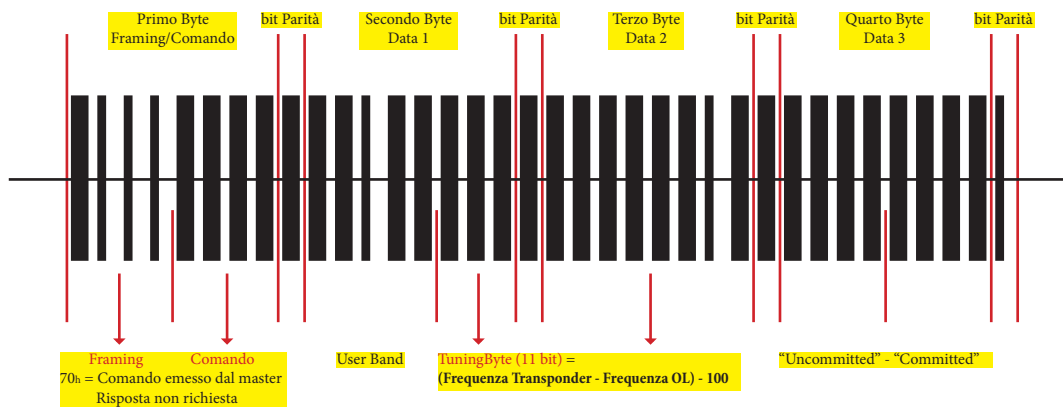 Primo Byte
Framing/Comando
bit Parità
Secondo Byte
Data 1
bit Parità
Terzo Byte
Data 2
bit Parità
Quarto Byte
Data 3
bit Parità
Framing Comando
70h = Comando emesso dal master
Risposta non richiesta
User Band
TuningByte (11 bit) =
(Frequenza Transponder - Frequenza OL) - 100
“Uncommitted” - “Committed”